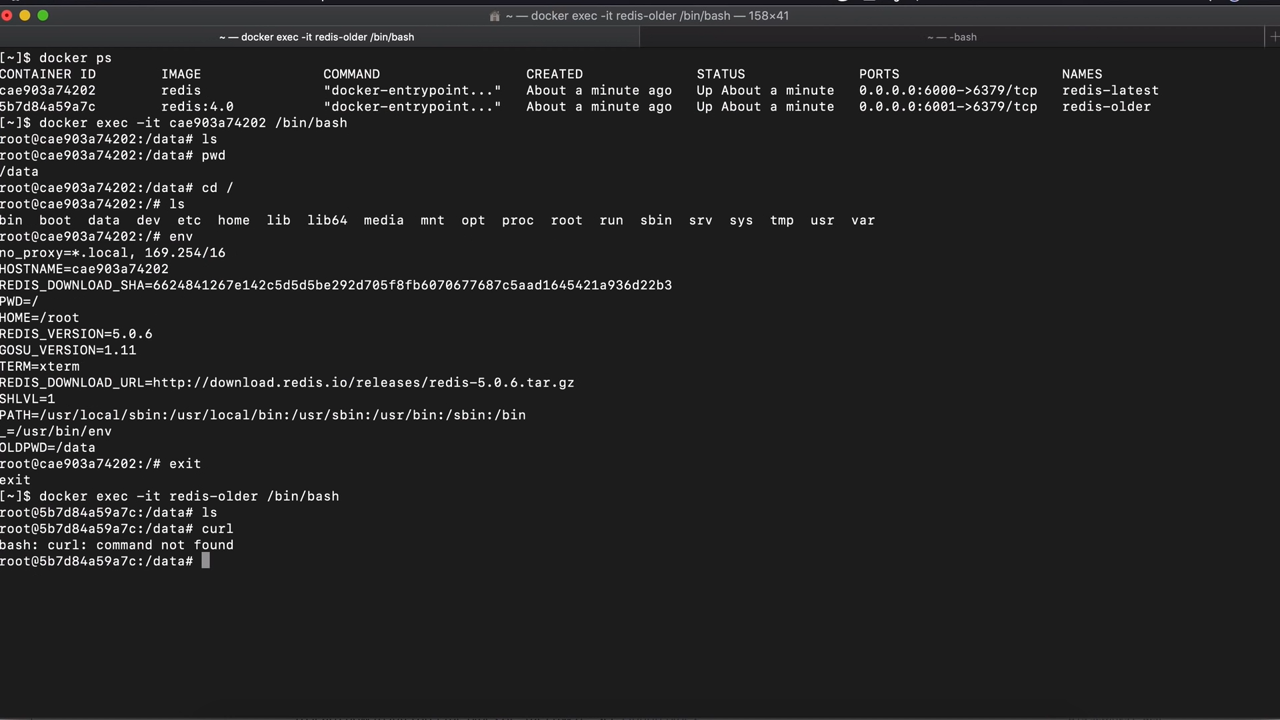 ~ — docker exec -it redis-older /bin/bash — 158×41
~ — docker exec -it redis-older /bin/bash
~ — -bash
[~]$ docker ps
CONTAINER ID IMAGE COMMAND CREATED STATUS PORTS NAMES
cae903a74202 redis "docker-entrypoint..." About a minute ago Up About a minute 0.0.0.0:6000->6379/tcp redis-latest
5b7d84a59a7c redis:4.0 "docker-entrypoint..." About a minute ago Up About a minute 0.0.0.0:6001->6379/tcp redis-older
[~]$ docker exec -it cae903a74202 /bin/bash
root@cae903a74202:/data# ls
root@cae903a74202:/data# pwd
/data
root@cae903a74202:/data# cd /
root@cae903a74202:/# ls
bin boot data dev etc home lib lib64 media mnt opt proc root run sbin srv sys tmp usr var
root@cae903a74202:/# env
no_proxy=*.local, 169.254/16
HOSTNAME=cae903a74202
REDIS_DOWNLOAD_SHA=6624841267e142c5d5d5be292d705f8fb6070677687c5aad1645421a936d22b3
PWD=/
HOME=/root
REDIS_VERSION=5.0.6
GOSU_VERSION=1.11
TERM=xterm
REDIS_DOWNLOAD_URL=http://download.redis.io/releases/redis-5.0.6.tar.gz
SHLVL=1
PATH=/usr/local/sbin:/usr/local/bin:/usr/sbin:/usr/bin:/sbin:/bin
_=/usr/bin/env
OLDPWD=/data
root@cae903a74202:/# exit
exit
[~]$ docker exec -it redis-older /bin/bash
root@5b7d84a59a7c:/data# ls
root@5b7d84a59a7c:/data# curl
bash: curl: command not found
root@5b7d84a59a7c:/data#